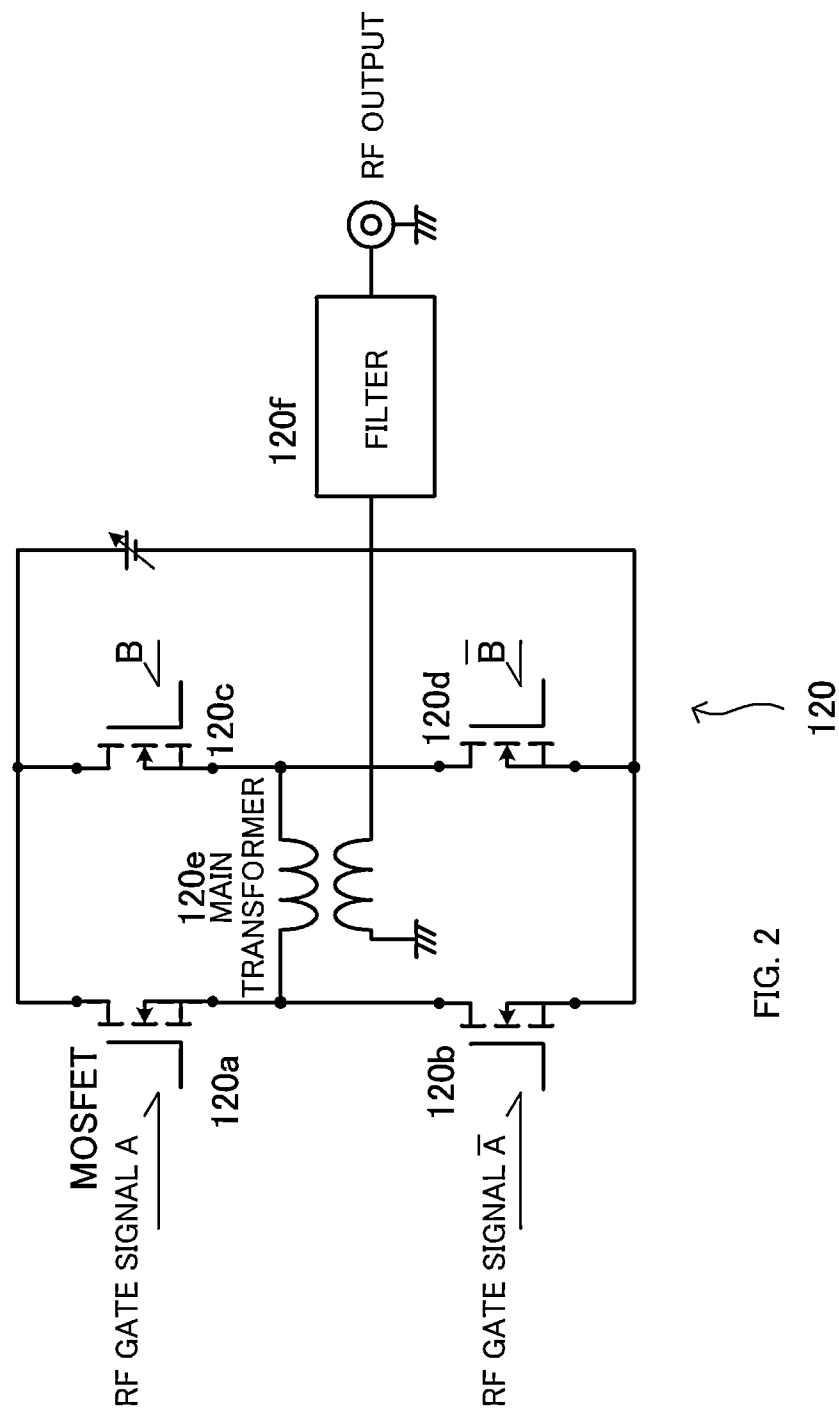 MOSFET
RF GATE SIGNAL A
120a
RF GATE SIGNAL A̅
120b
120e
MAIN
TRANSFORMER
B
120c
B̅
120d
120f
FILTER
RF OUTPUT
120
FIG. 2